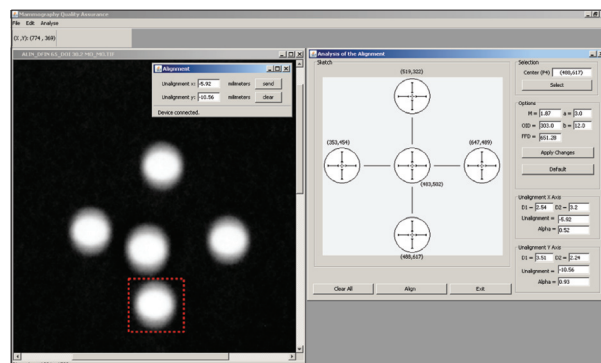 Mammography Quality Assurance
File Edit Analyse
(X ,Y): (774 , 369)
Alignment
Unalignment x: -5.92 milimeters send
Unalignment y: -10.56 milimeters clear
Device connected.
Analysis of the Alignment
Sketch
(519,322)
(353,454)
(647,489)
(483,502)
(488,617)
Clear All Align Exit
Selection
Center (P4) (488,617)
Select
Options
M = 1.87 a = 3.0
OID = 303.0 b = 12.0
FFD = 651.28
Apply Changes
Default
Unalignment X Axis
D1 = 2.54 D2 = 3.2
Unalignment = -5.92
Alpha = 0.52
Unalignment Y Axis
D1 = 3.51 D2 = 2.24
Unalignment = -10.56
Alpha = 0.93